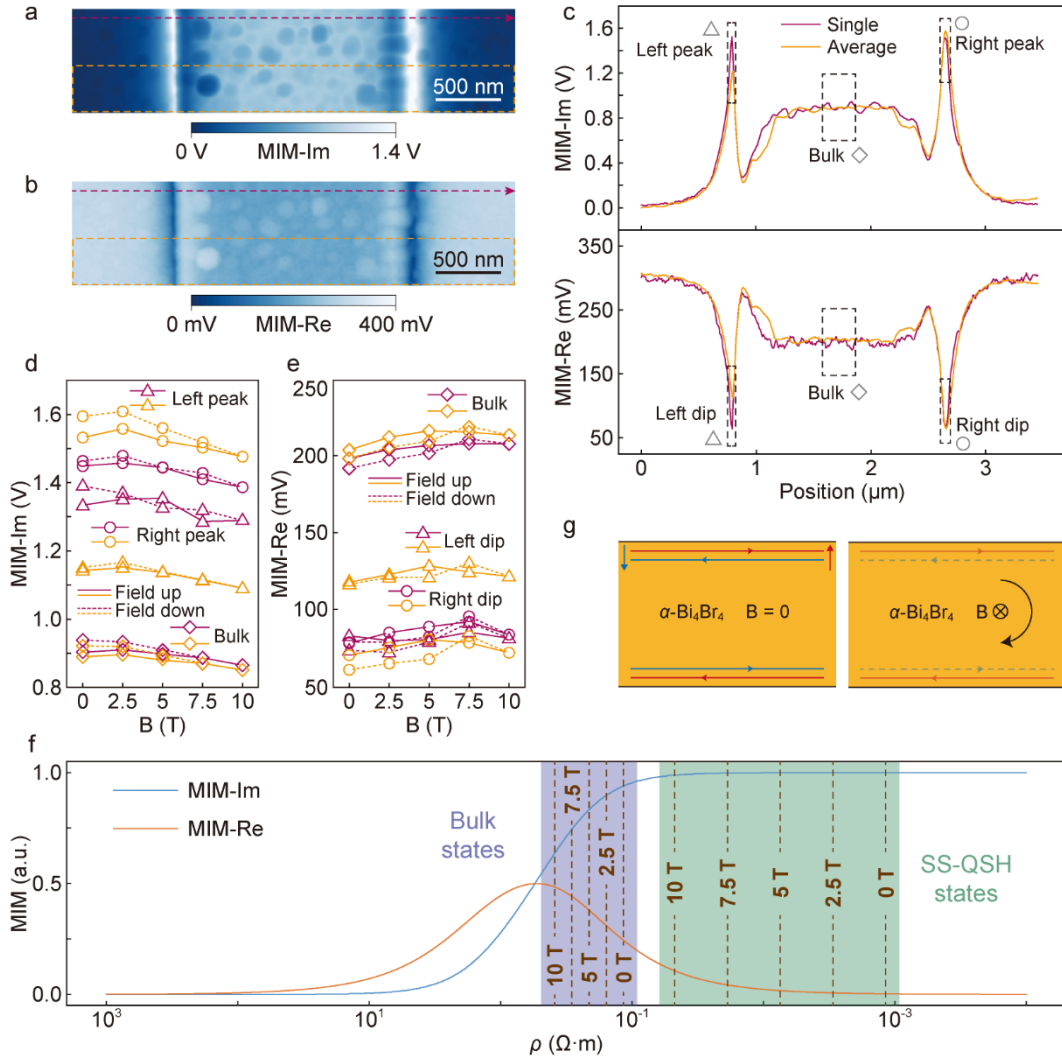 a
500 nm
0 V MIM-Im 1.4 V
b
500 nm
0 mV MIM-Re 400 mV
c
MIM-Im (V)
1.6
1.2
0.8
0.4
0.0
Left peak
Single
Average
Right peak
Bulk
MIM-Re (mV)
350
250
150
50
Bulk
Left dip
Right dip
0 1 2 3
Position (µm)
d
MIM-Im (V)
1.6
1.4
1.2
1.0
0.8
Left peak
Right peak
Field up
Field down
Bulk
0 2.5 5 7.5 10
B (T)
e
MIM-Re (mV)
250
200
150
100
50
Bulk
Field up
Field down
Left dip
Right dip
0 2.5 5 7.5 10
B (T)
g
α-Bi₄Br₄ B = 0
α-Bi₄Br₄ B ⊗
f
MIM (a.u.)
1.0
0.5
0.0
MIM-Im
MIM-Re
Bulk
states
10 T
7.5 T
5 T
2.5 T
0 T
10 T
7.5 T
5 T
2.5 T
0 T
SS-QSH
states
10³ 10¹ 10⁻¹ 10⁻³
ρ (Ω·m)